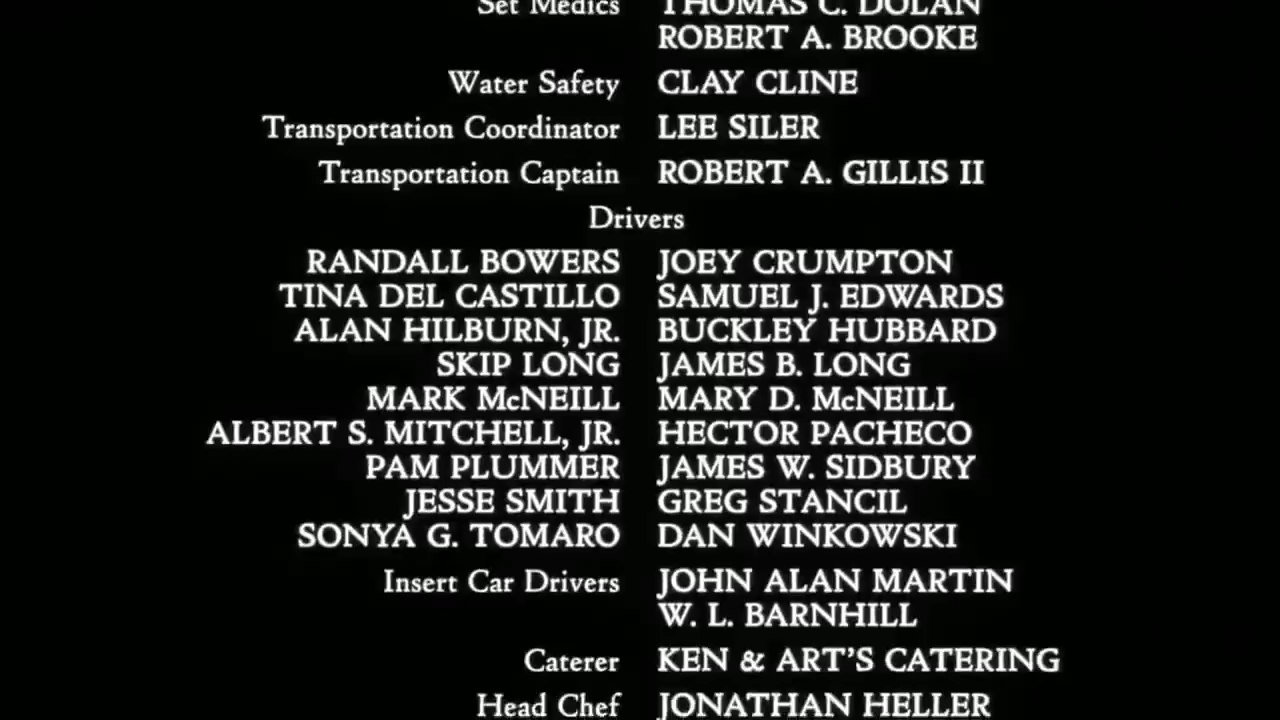 Set Medics THOMAS C. DOLAN
ROBERT A. BROOKE
Water Safety CLAY CLINE
Transportation Coordinator LEE SILER
Transportation Captain ROBERT A. GILLIS II
Drivers
RANDALL BOWERS JOEY CRUMPTON
TINA DEL CASTILLO SAMUEL J. EDWARDS
ALAN HILBURN, JR. BUCKLEY HUBBARD
SKIP LONG JAMES B. LONG
MARK McNEILL MARY D. McNEILL
ALBERT S. MITCHELL, JR. HECTOR PACHECO
PAM PLUMMER JAMES W. SIDBURY
JESSE SMITH GREG STANCIL
SONYA G. TOMARO DAN WINKOWSKI
Insert Car Drivers JOHN ALAN MARTIN
W. L. BARNHILL
Caterer KEN & ART'S CATERING
Head Chef JONATHAN HELLER